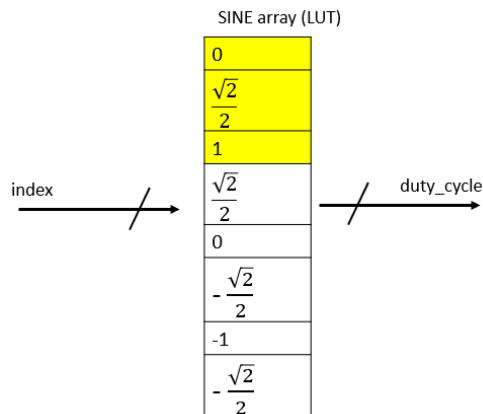 SINE array (LUT)
0
√2/2
1
index
√2/2
duty_cycle
0
- √2/2
-1
- √2/2